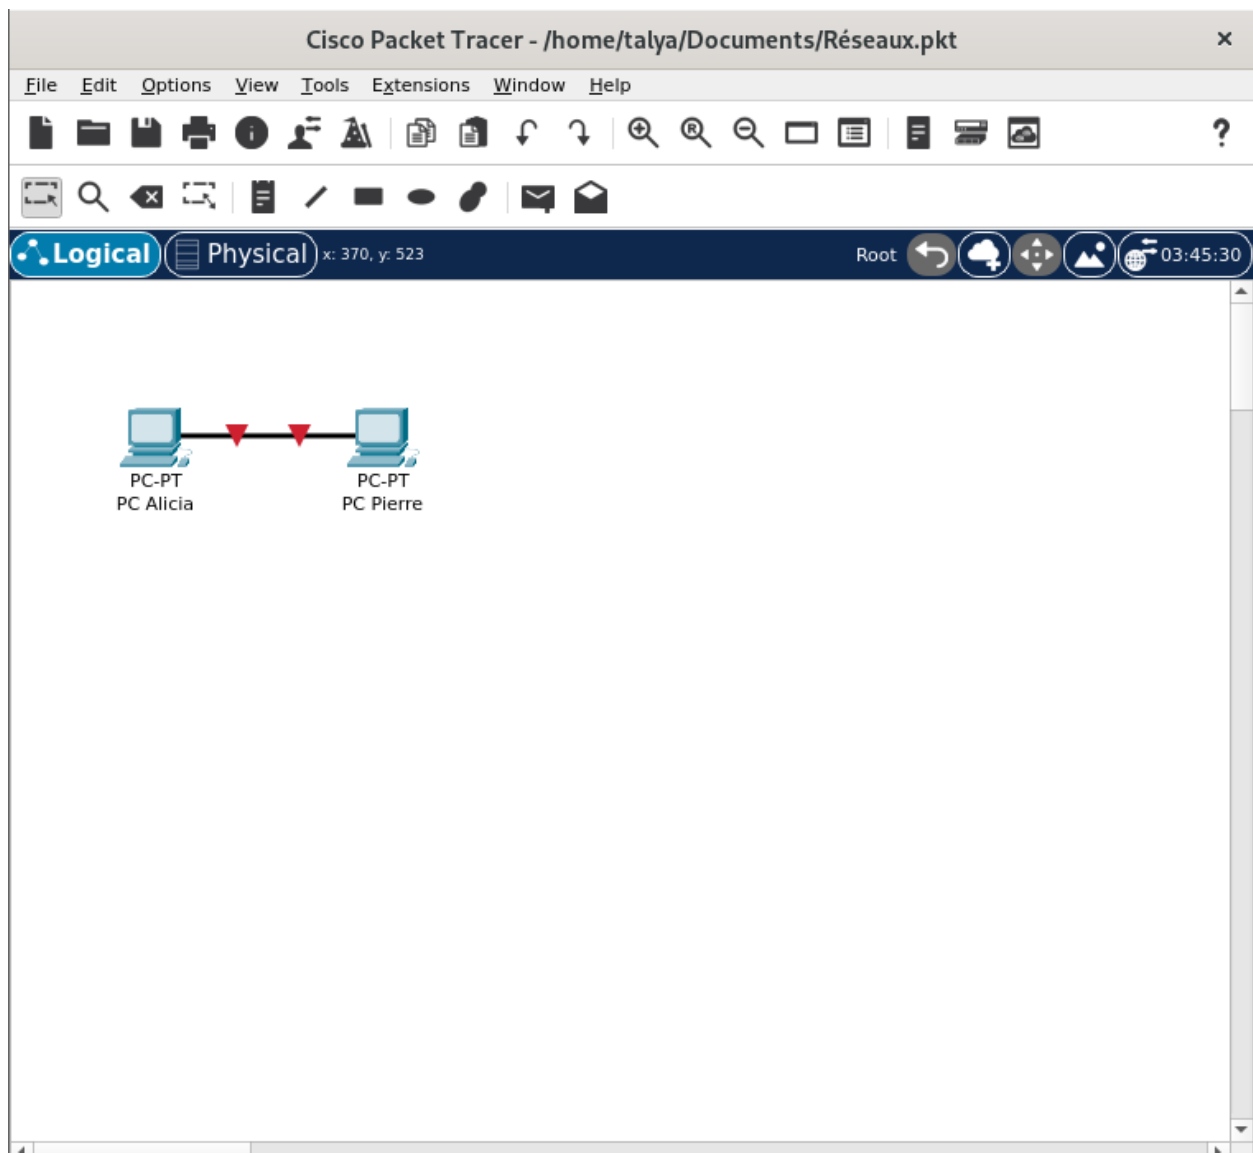 Cisco Packet Tracer - /home/talya/Documents/Réseaux.pkt
File Edit Options View Tools Extensions Window Help
Logical Physical x: 370, y: 523 Root 03:45:30
PC-PT PC-PT
PC Alicia PC Pierre